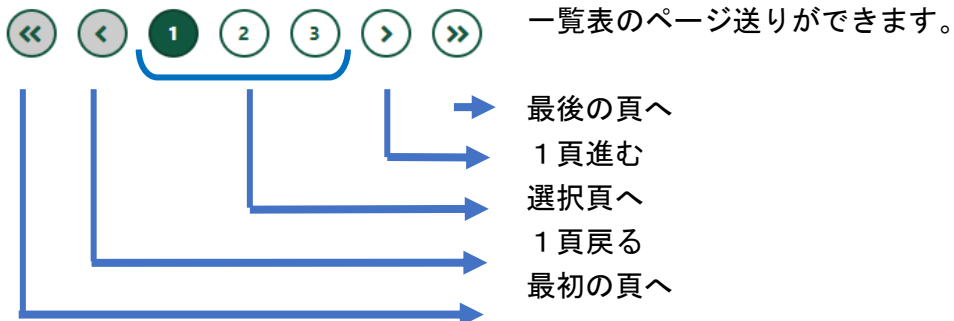 « < 1 2 3 > »
一覧表のページ送りができます。
最後の頁へ
１頁進む
選択頁へ
１頁戻る
最初の頁へ